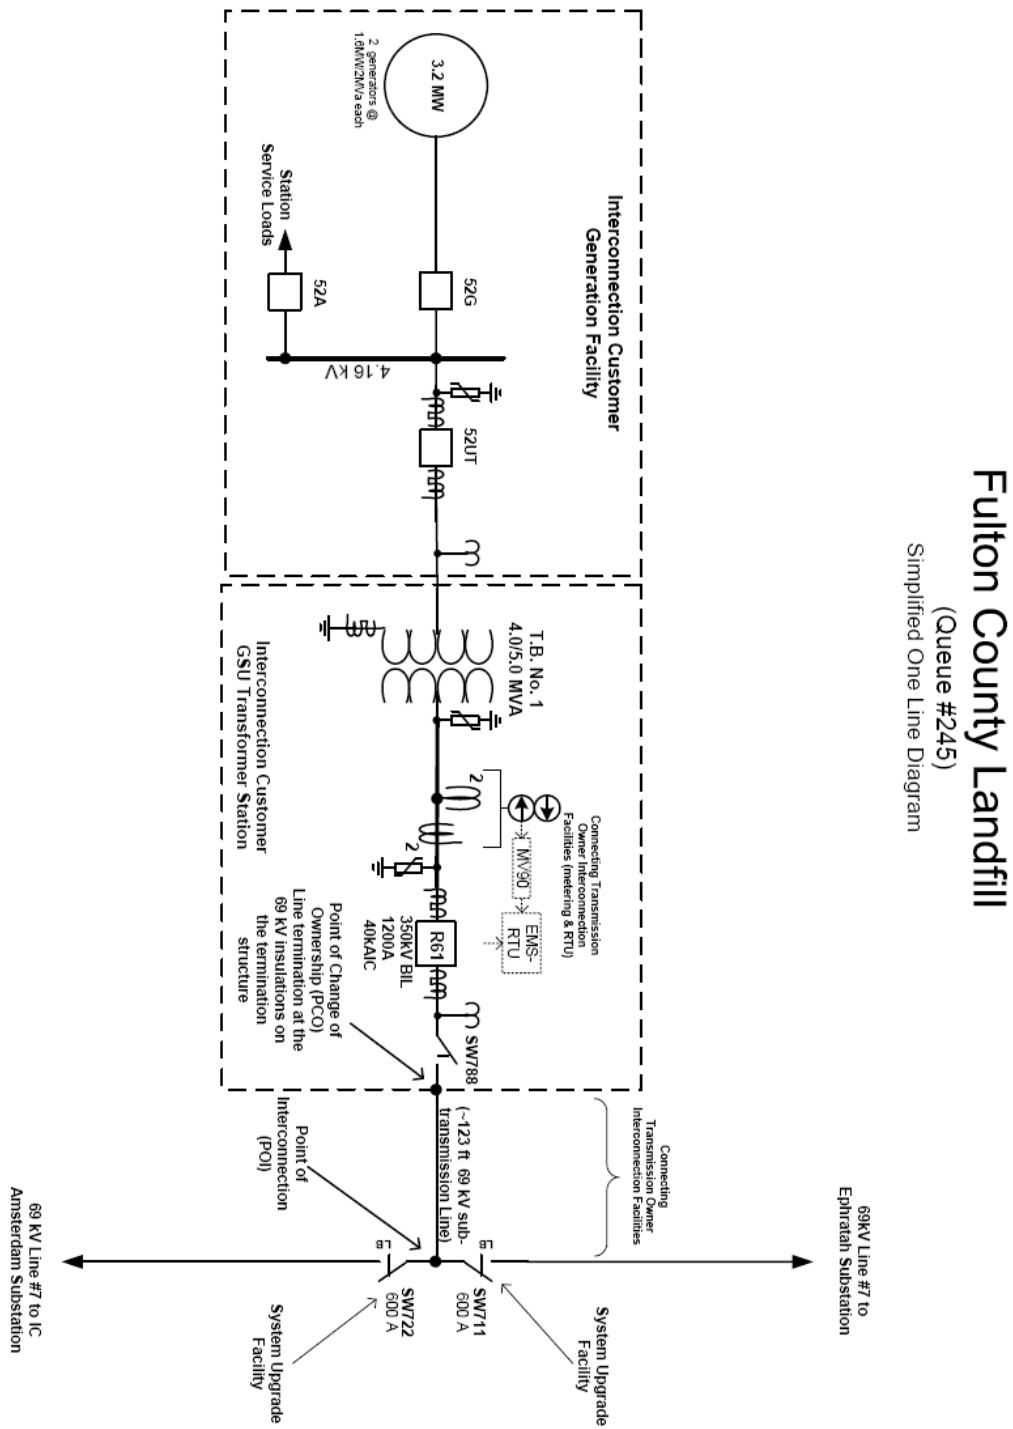 Fulton County Landfill
(Queue #245)
Simplified One Line Diagram
69kV Line #7 to
Ephratah Substation
Interconnection Customer
Generation Facility
3.2 MW
2 generators @
1.6MW/2MVa each
52G
52A
Station
Service Loads
4.16 kV
52UT
T.B. No. 1
4.0/5.0 MVA
Interconnection Customer
GSU Transformer Station
2
2
Connecting Transmission
Owner Interconnection
Facilities (metering & RTU)
MV90
EMS-
RTU
R61
350kV BIL
1200A
40kAIC
SW788
Point of Change of
Ownership (PCO)
Line termination at the
69 kV insulations on
the termination
structure
Connecting
Transmission Owner
Interconnection Facilities
(~123 ft 69 kV sub-
transmission Line)
Point of
Interconnection
(POI)
SW711
600 A
SW722
600 A
System Upgrade
Facility
System Upgrade
Facility
69 kV Line #7 to IC
Amsterdam Substation